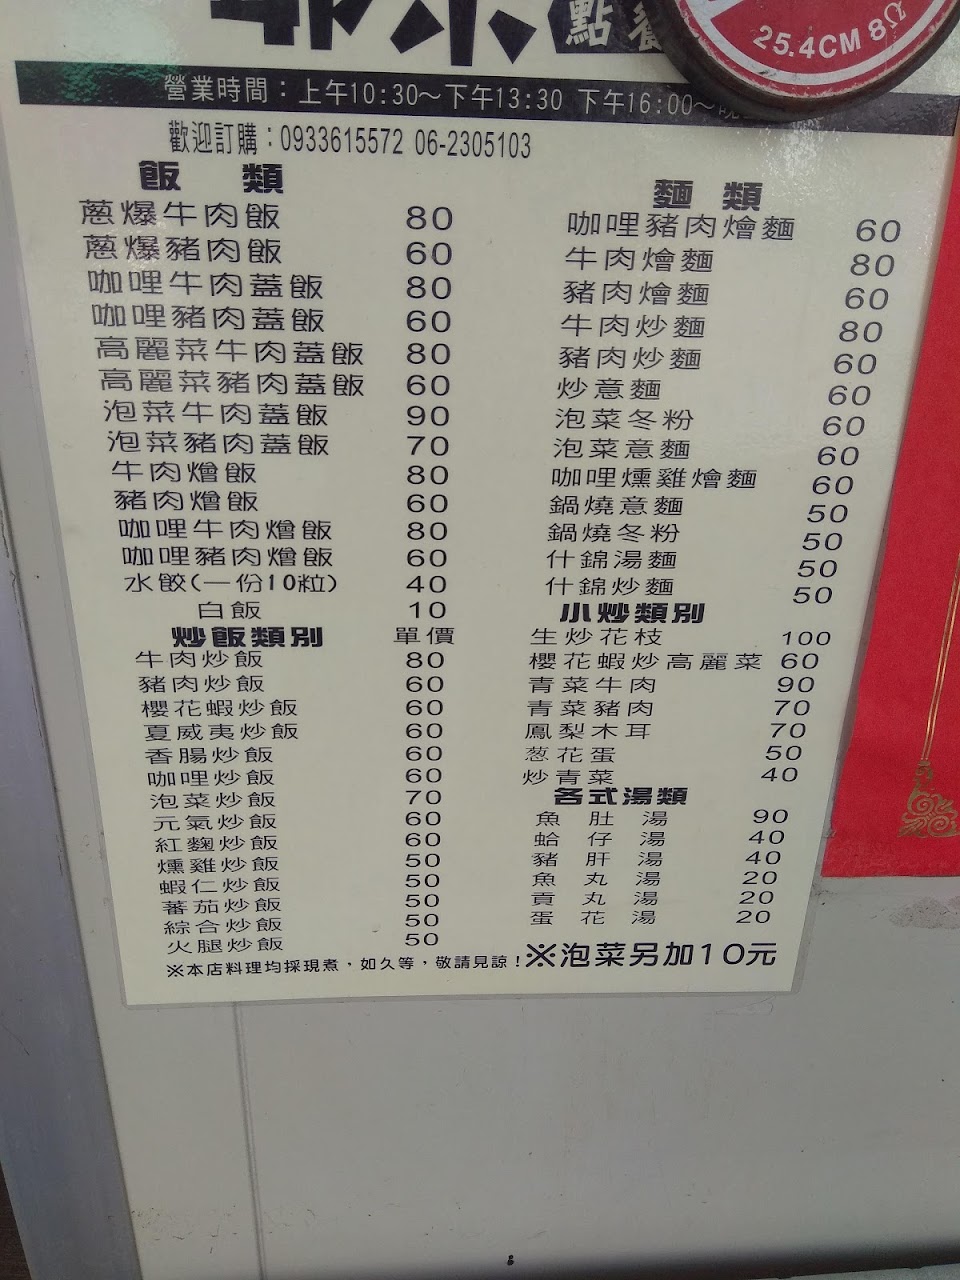 點餐
25.4CM 8Ω
營業時間：上午10:30～下午13:30 下午16:00～晚
歡迎訂購：0933615572 06-2305103
飯 類
蔥爆牛肉飯 80
蔥爆豬肉飯 60
咖哩牛肉蓋飯 80
咖哩豬肉蓋飯 60
高麗菜牛肉蓋飯 80
高麗菜豬肉蓋飯 60
泡菜牛肉蓋飯 90
泡菜豬肉蓋飯 70
牛肉燴飯 80
豬肉燴飯 60
咖哩牛肉燴飯 80
咖哩豬肉燴飯 60
水餃(一份10粒) 40
白飯 10
炒飯類別 單價
牛肉炒飯 80
豬肉炒飯 60
櫻花蝦炒飯 60
夏威夷炒飯 60
香腸炒飯 60
咖哩炒飯 60
泡菜炒飯 70
元氣炒飯 60
紅麴炒飯 60
燻雞炒飯 50
蝦仁炒飯 50
蕃茄炒飯 50
綜合炒飯 50
火腿炒飯 50
※本店料理均採現煮，如久等，敬請見諒！
麵 類
咖哩豬肉燴麵 60
牛肉燴麵 80
豬肉燴麵 60
牛肉炒麵 80
豬肉炒麵 60
炒意麵 60
泡菜冬粉 60
泡菜意麵 60
咖哩燻雞燴麵 60
鍋燒意麵 50
鍋燒冬粉 50
什錦湯麵 50
什錦炒麵 50
小炒類別
生炒花枝 100
櫻花蝦炒高麗菜 60
青菜牛肉 90
青菜豬肉 70
鳳梨木耳 70
葱花蛋 50
炒青菜 40
各式湯類
魚肚湯 90
蛤仔湯 40
豬肝湯 40
魚丸湯 20
貢丸湯 20
蛋花湯 20
※泡菜另加10元